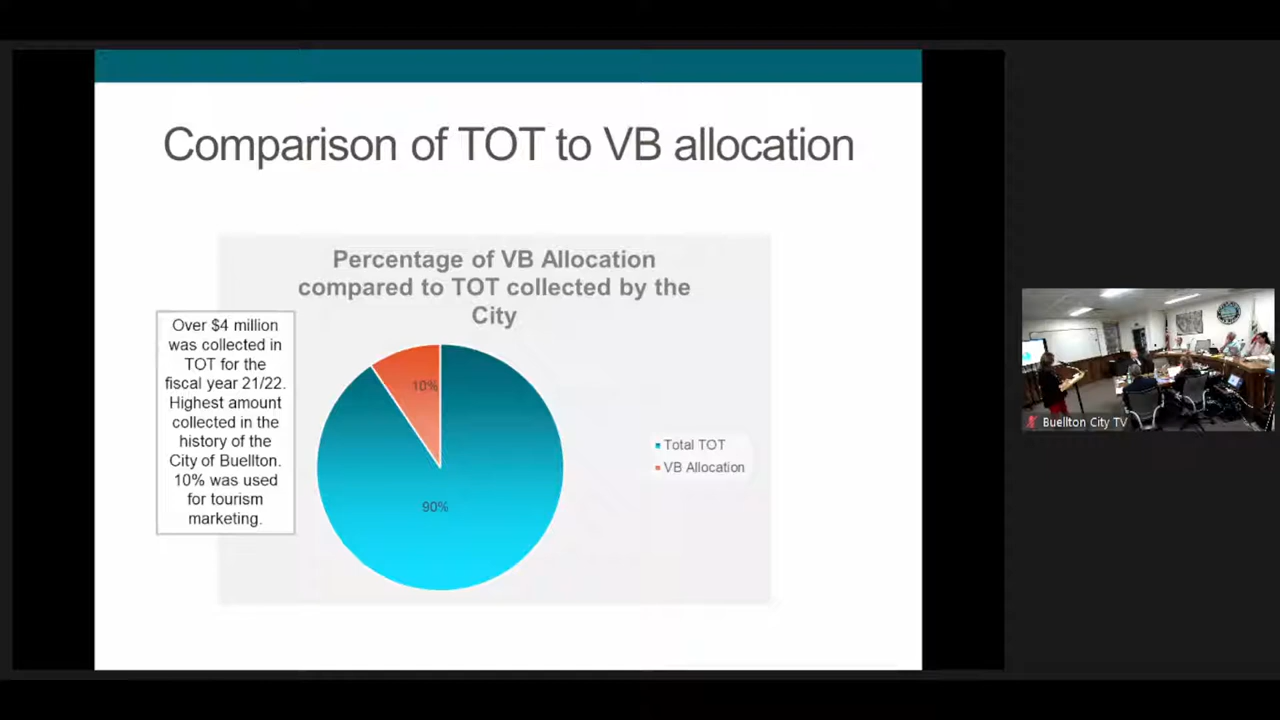 Comparison of TOT to VB allocation
Percentage of VB Allocation
compared to TOT collected by the
City
Over $4 million
was collected in
TOT for the
fiscal year 21/22.
Highest amount
collected in the
history of the
City of Buellton.
10% was used
for tourism
marketing.
10%
90%
Total TOT
VB Allocation
Buellton City TV